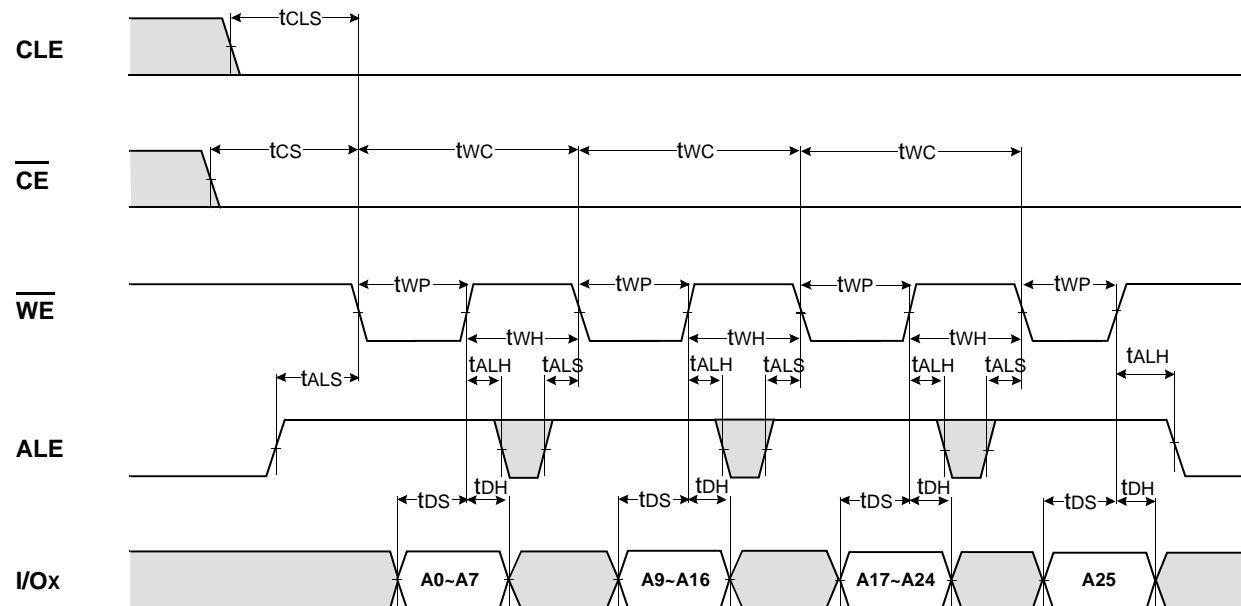 CLE
tCLS
CE
tCS
tWC
tWC
tWC
WE
tWP
tWP
tWP
tWP
tWH
tWH
tWH
tALS
tALH
tALS
tALH
tALS
tALH
tALS
tALH
ALE
tDS
tDH
tDS
tDH
tDS
tDH
tDS
tDH
I/Ox
A0~A7
A9~A16
A17~A24
A25